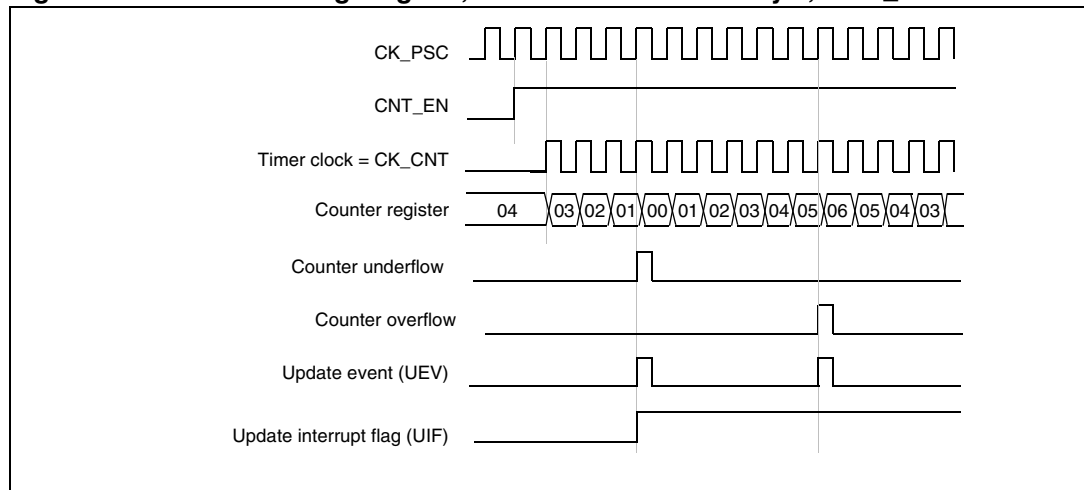 CK_PSC
CNT_EN
Timer clock = CK_CNT
Counter register 04 03 02 01 00 01 02 03 04 05 06 05 04 03
Counter underflow
Counter overflow
Update event (UEV)
Update interrupt flag (UIF)